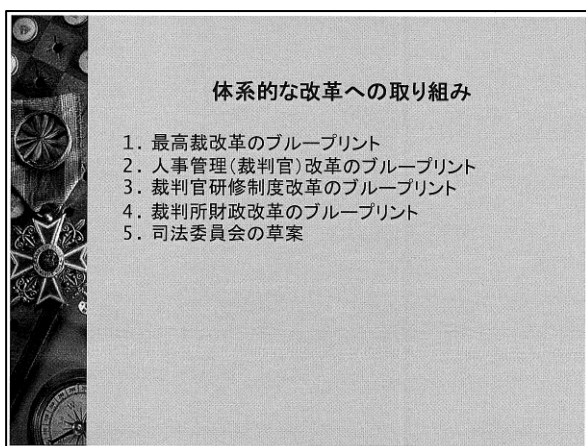 体系的な改革への取り組み
1. 最高裁改革のブループリント
2. 人事管理(裁判官)改革のブループリント
3. 裁判官研修制度改革のブループリント
4. 裁判所財政改革のブループリント
5. 司法委員会の草案